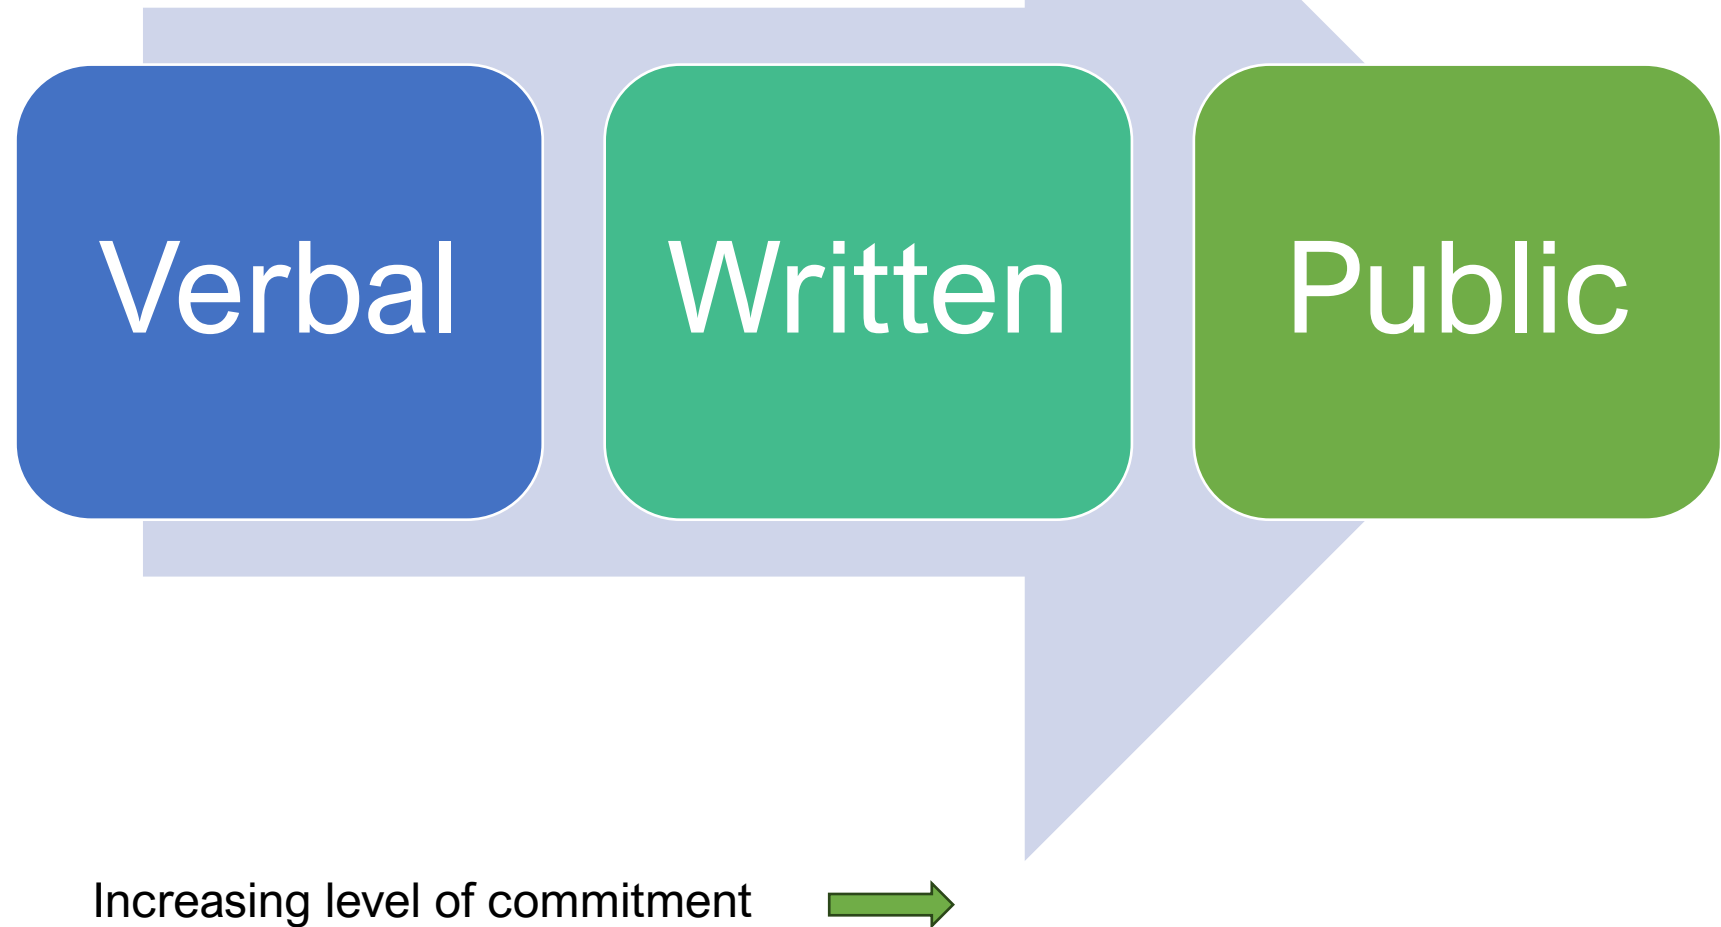 Verbal
Written
Public
Increasing level of commitment